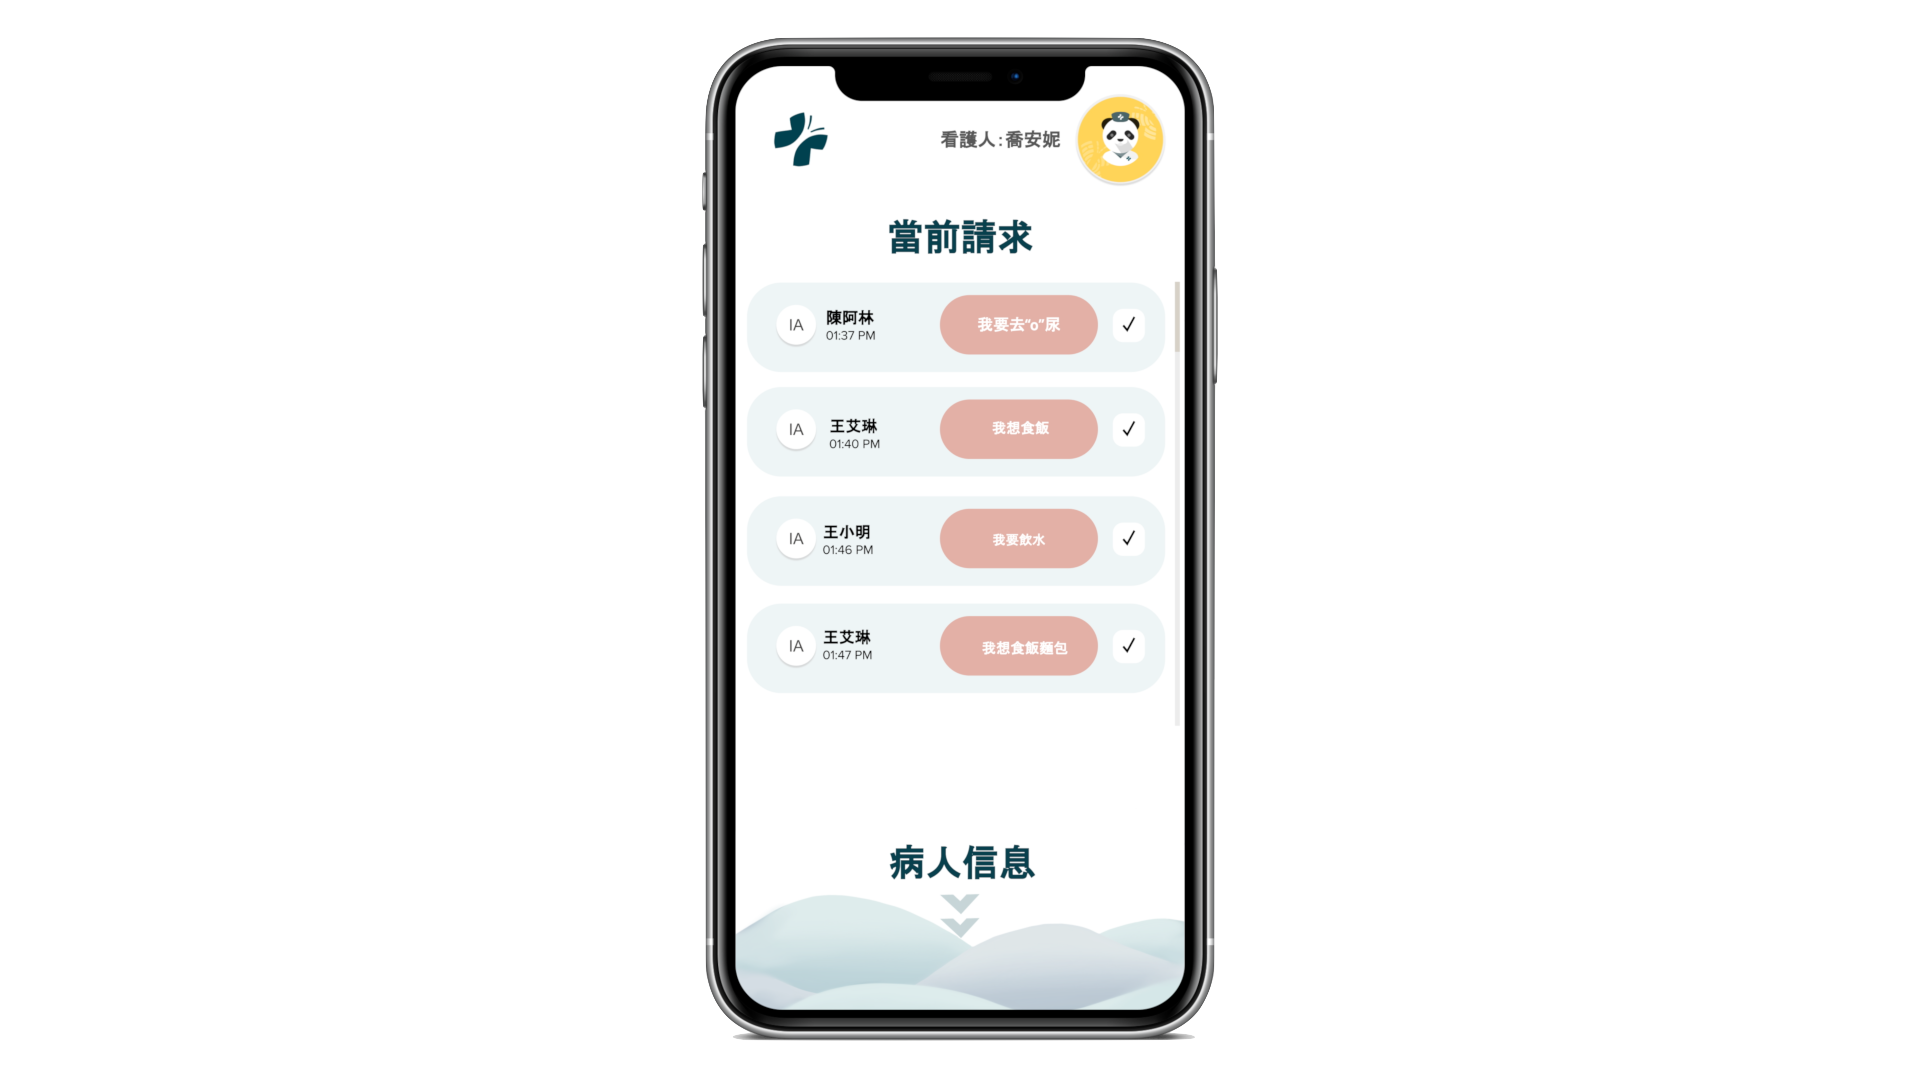 看護人:喬安妮
當前請求
IA
陳阿林
01:37 PM
我要去“o”尿
IA
王艾琳
01:40 PM
我想食飯
IA
王小明
01:46 PM
我要飲水
IA
王艾琳
01:47 PM
我想食飯麵包
病人信息